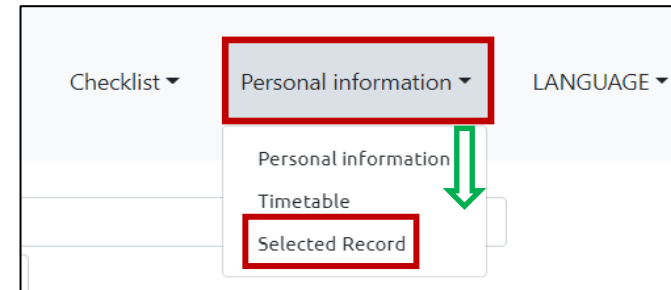 Checklist Personal information LANGUAGE
Personal information
Timetable
Selected Record